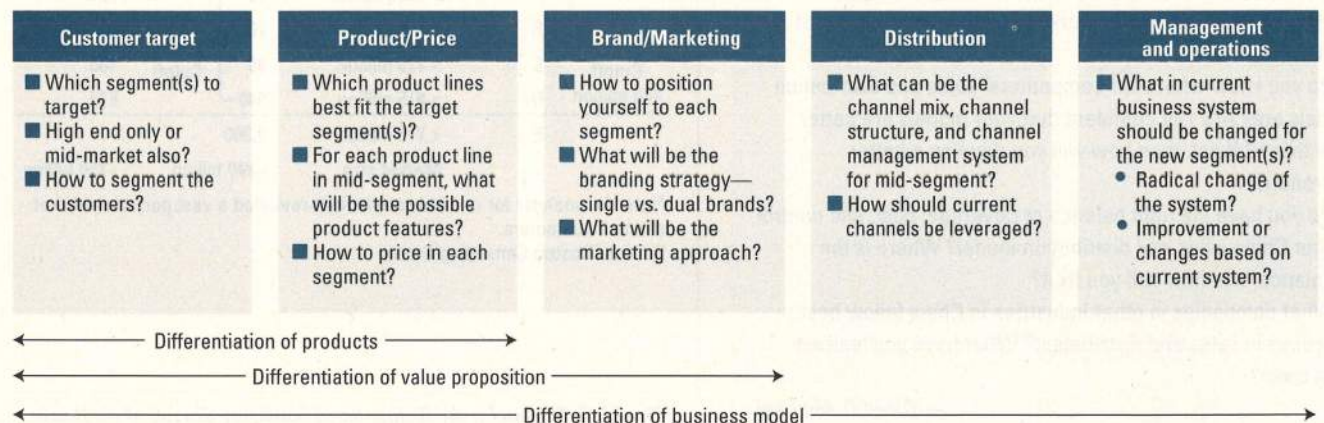 Customer target
Which segment(s) to
target?
High end only or
mid-market also?
How to segment the
customers?
Product/Price
Which product lines
best fit the target
segment(s)?
For each product line
in mid-segment, what
will be the possible
product features?
How to price in each
segment?
Brand/Marketing
How to position
yourself to each
segment?
What will be the
branding strategy—
single vs. dual brands?
What will be the
marketing approach?
Distribution
What can be the
channel mix, channel
structure, and channel
management system
for mid-segment?
How should current
channels be leveraged?
Management
and operations
What in current
business system
should be changed for
the new segment(s)?
Radical change of
the system?
Improvement or
changes based on
current system?
Differentiation of products
Differentiation of value proposition
Differentiation of business model